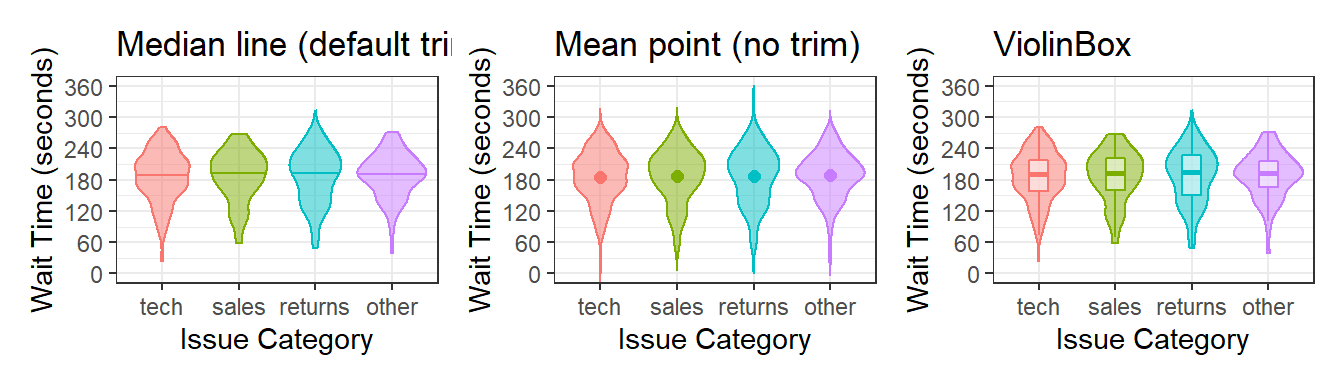 Median line (default tri
Wait Time (seconds)
360
300
240
180
120
60
0
tech sales returns other
Issue Category
Mean point (no trim)
Wait Time (seconds)
360
300
240
180
120
60
0
tech sales returns other
Issue Category
ViolinBox
Wait Time (seconds)
360
300
240
180
120
60
0
tech sales returns other
Issue Category